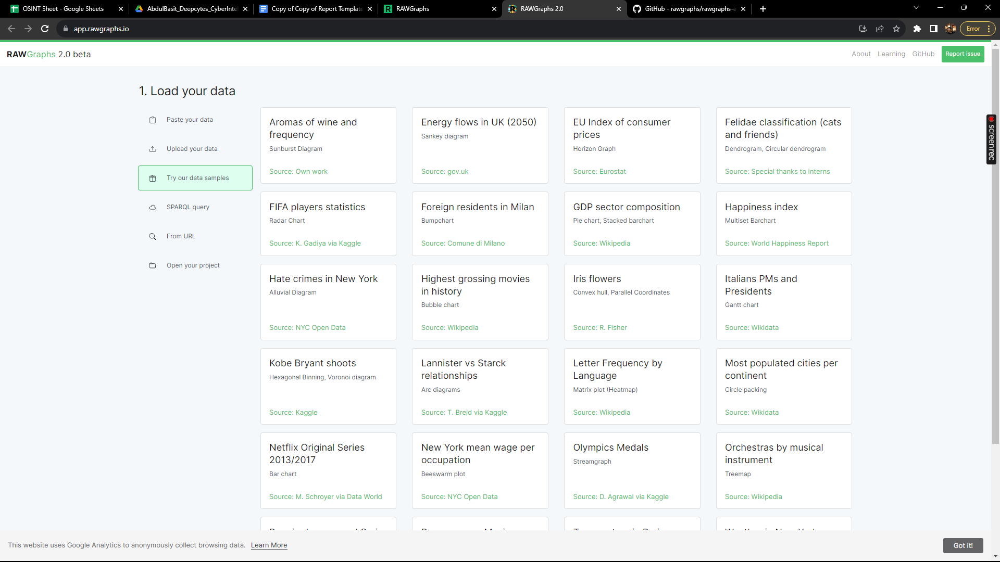 OSINT Sheet - Google Sheets
AbdulBasit_Deepcytes_CyberIntel
Copy of Copy of Report Template
RAWGraphs
RAWGraphs 2.0
GitHub - rawgraphs/rawgraphs-a
app.rawgraphs.io
Error
RAWGraphs 2.0 beta
About
Learning
GitHub
Report issue
1. Load your data
Paste your data
Upload your data
Try our data samples
SPARQL query
From URL
Open your project
Aromas of wine and
frequency
Sunburst Diagram
Source: Own work
Energy flows in UK (2050)
Sankey diagram
Source: gov.uk
EU Index of consumer
prices
Horizon Graph
Source: Eurostat
Felidae classification (cats
and friends)
Dendrogram, Circular dendrogram
Source: Special thanks to interns
FIFA players statistics
Radar Chart
Source: K. Gadiya via Kaggle
Foreign residents in Milan
Bumpchart
Source: Comune di Milano
GDP sector composition
Pie chart, Stacked barchart
Source: Wikipedia
Happiness index
Multiset Barchart
Source: World Happiness Report
Hate crimes in New York
Alluvial Diagram
Source: NYC Open Data
Highest grossing movies
in history
Bubble chart
Source: Wikipedia
Iris flowers
Convex hull, Parallel Coordinates
Source: R. Fisher
Italians PMs and
Presidents
Gantt chart
Source: Wikidata
Kobe Bryant shoots
Hexagonal Binning, Voronoi diagram
Source: Kaggle
Lannister vs Starck
relationships
Arc diagrams
Source: T. Breid via Kaggle
Letter Frequency by
Language
Matrix plot (Heatmap)
Source: Wikipedia
Most populated cities per
continent
Circle packing
Source: Wikidata
Netflix Original Series
2013/2017
Bar chart
Source: M. Schroyer via Data World
New York mean wage per
occupation
Beeswarm plot
Source: NYC Open Data
Olympics Medals
Streamgraph
Source: D. Agrawal via Kaggle
Orchestras by musical
instrument
Treemap
Source: Wikipedia
This website uses Google Analytics to anonymously collect browsing data. Learn More
Got it!
screenrec